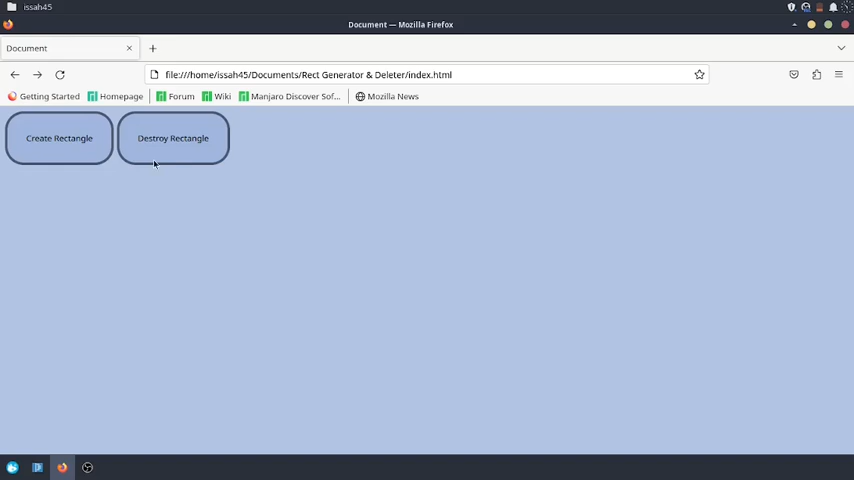 issah45
Document — Mozilla Firefox
Document
file:///home/issah45/Documents/Rect Generator & Deleter/index.html
Getting Started Homepage Forum Wiki Manjaro Discover Sof... Mozilla News
Create Rectangle Destroy Rectangle